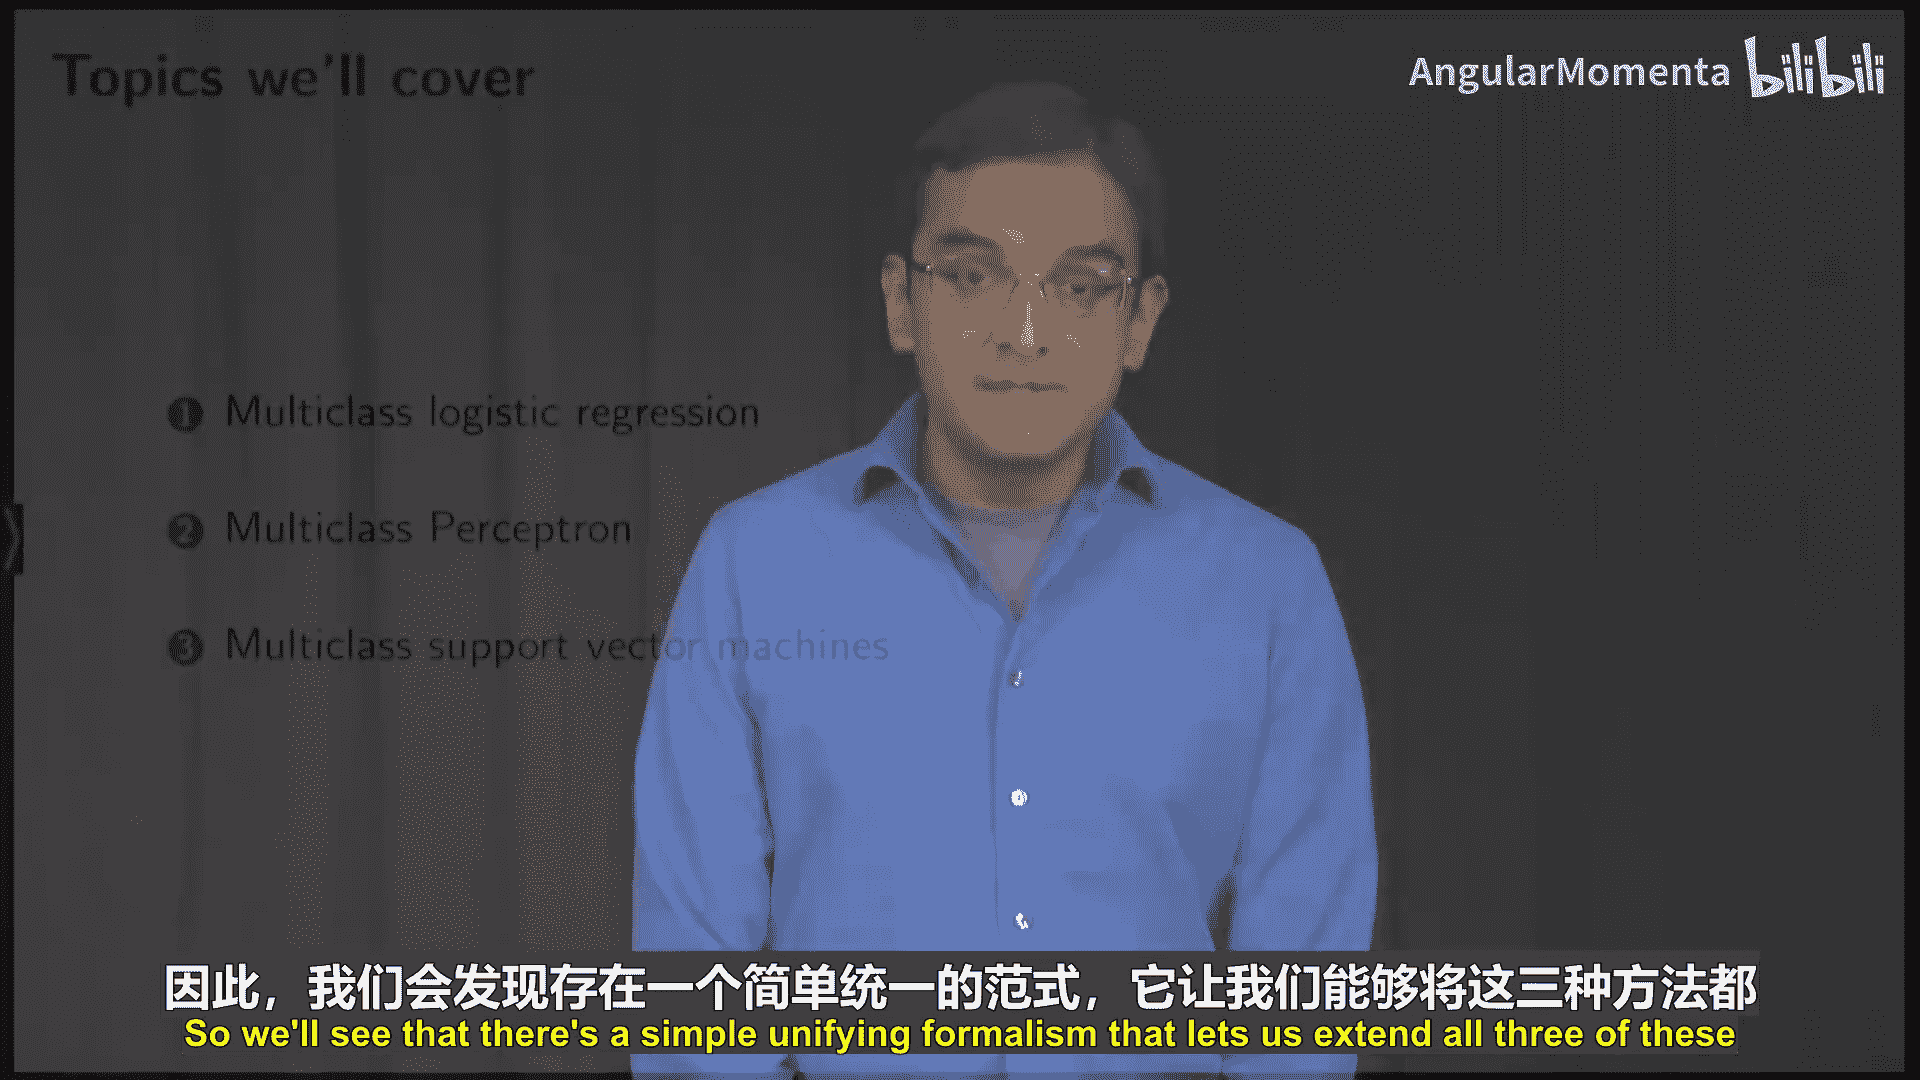 Topics we'll cover
AngularMomenta bilibili
1 Multiclass logistic regression
2 Multiclass Perceptron
3 Multiclass support vector machines
因此，我们会发现存在一个简单统一的范式，它让我们能够将这三种方法都
So we'll see that there's a simple unifying formalism that lets us extend all three of these